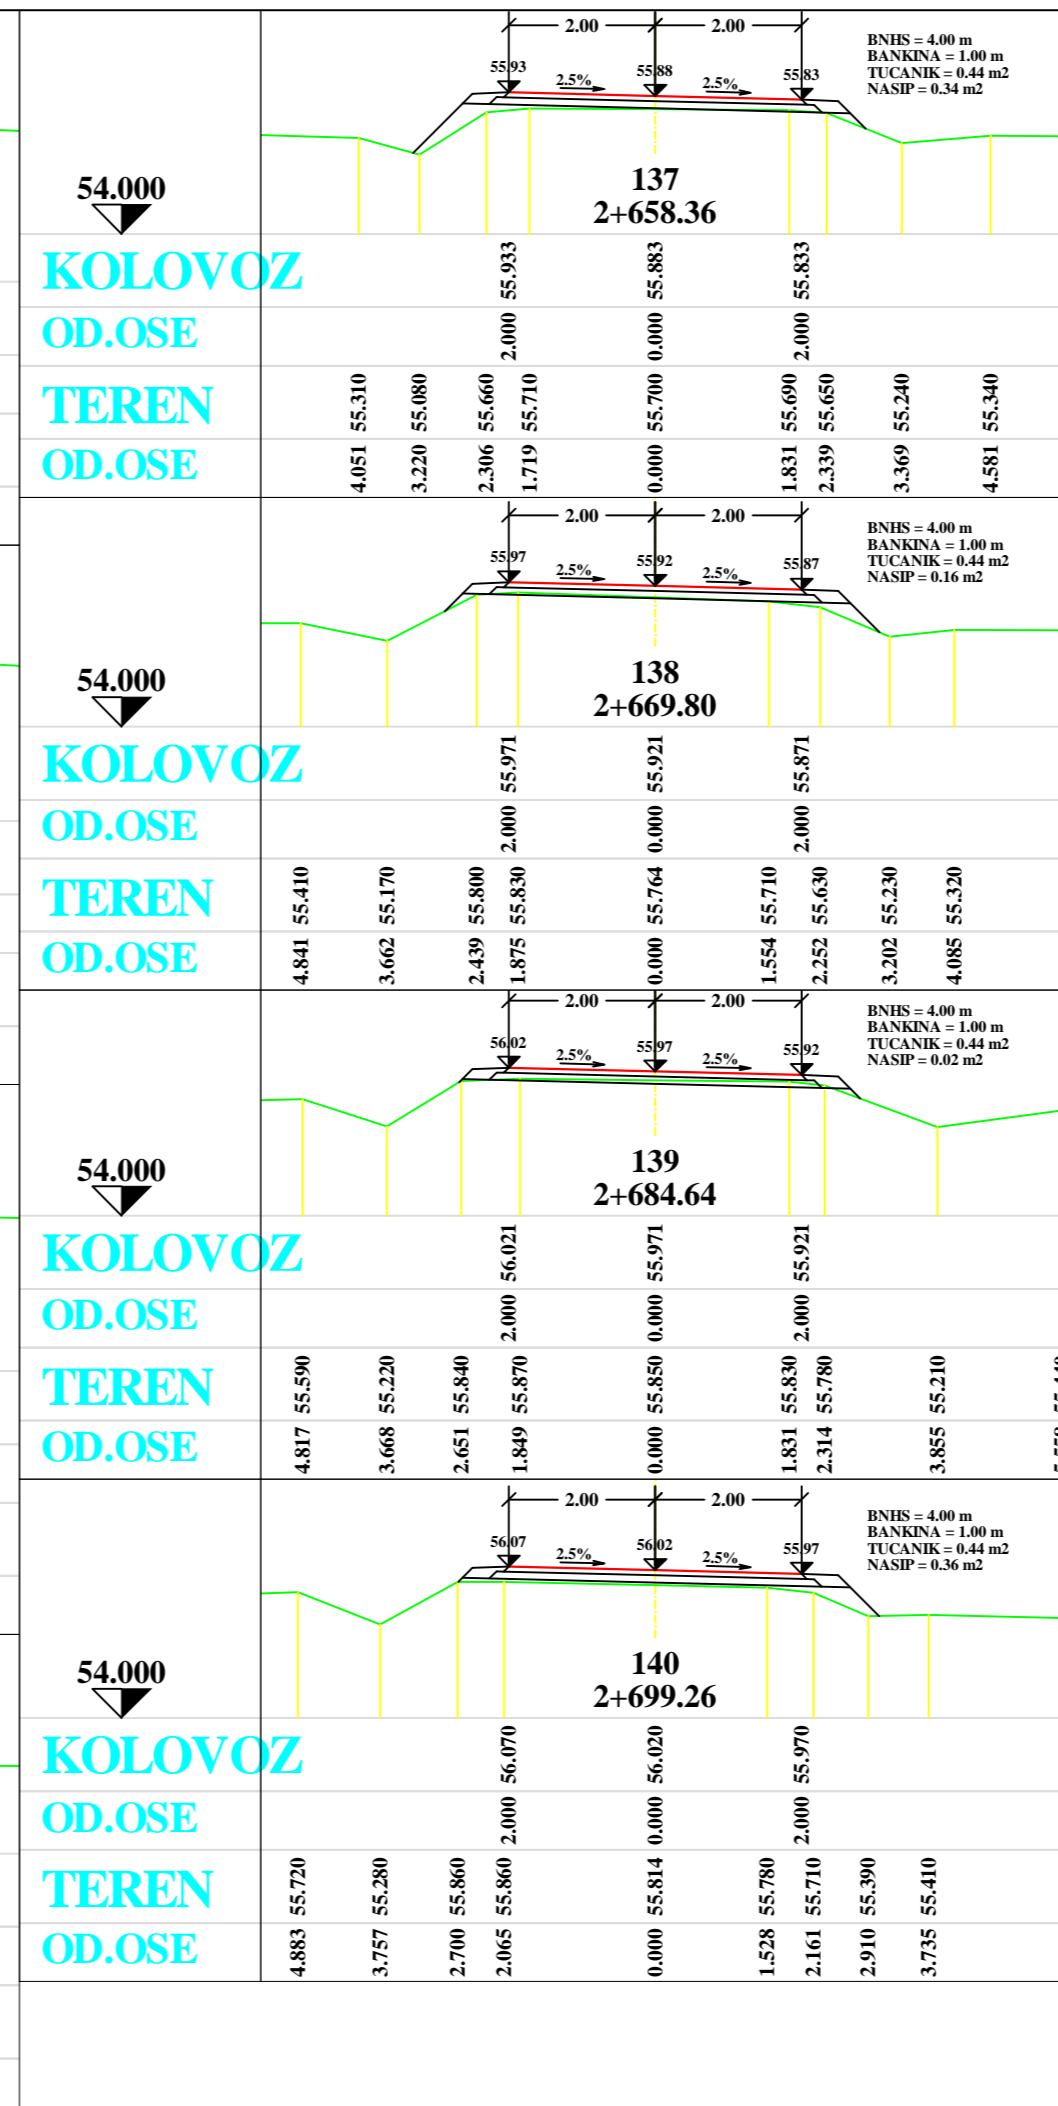 2.00 2.00
BNHS = 4.00 m
BANKINA = 1.00 m
TUCANIK = 0.44 m2
NASIP = 0.34 m2
55.93 2.5% 55.88 2.5% 55.83
137
2+658.36
54.000
KOLOVOZ 55.933 55.883 55.833
OD.OSE 2.000 0.000 2.000
TEREN 55.310 55.080 55.660 55.710 55.700 55.690 55.650 55.240 55.340
OD.OSE 4.051 3.220 2.306 1.719 0.000 1.831 2.339 3.369 4.581
2.00 2.00
BNHS = 4.00 m
BANKINA = 1.00 m
TUCANIK = 0.44 m2
NASIP = 0.16 m2
55.97 2.5% 55.92 2.5% 55.87
138
2+669.80
54.000
KOLOVOZ 55.971 55.921 55.871
OD.OSE 2.000 0.000 2.000
TEREN 55.410 55.170 55.800 55.830 55.764 55.710 55.630 55.230 55.320
OD.OSE 4.841 3.662 2.439 1.875 0.000 1.554 2.252 3.202 4.085
2.00 2.00
BNHS = 4.00 m
BANKINA = 1.00 m
TUCANIK = 0.44 m2
NASIP = 0.02 m2
56.02 2.5% 55.97 2.5% 55.92
139
2+684.64
54.000
KOLOVOZ 56.021 55.971 55.921
OD.OSE 2.000 0.000 2.000
TEREN 55.590 55.220 55.840 55.870 55.850 55.830 55.780 55.210
OD.OSE 4.817 3.668 2.651 1.849 0.000 1.831 2.314 3.855
2.00 2.00
BNHS = 4.00 m
BANKINA = 1.00 m
TUCANIK = 0.44 m2
NASIP = 0.36 m2
56.07 2.5% 56.02 2.5% 55.97
140
2+699.26
54.000
KOLOVOZ 56.070 56.020 55.970
OD.OSE 2.000 0.000 2.000
TEREN 55.720 55.280 55.860 55.860 55.814 55.780 55.710 55.390 55.410
OD.OSE 4.883 3.757 2.700 2.065 0.000 1.528 2.161 2.910 3.735